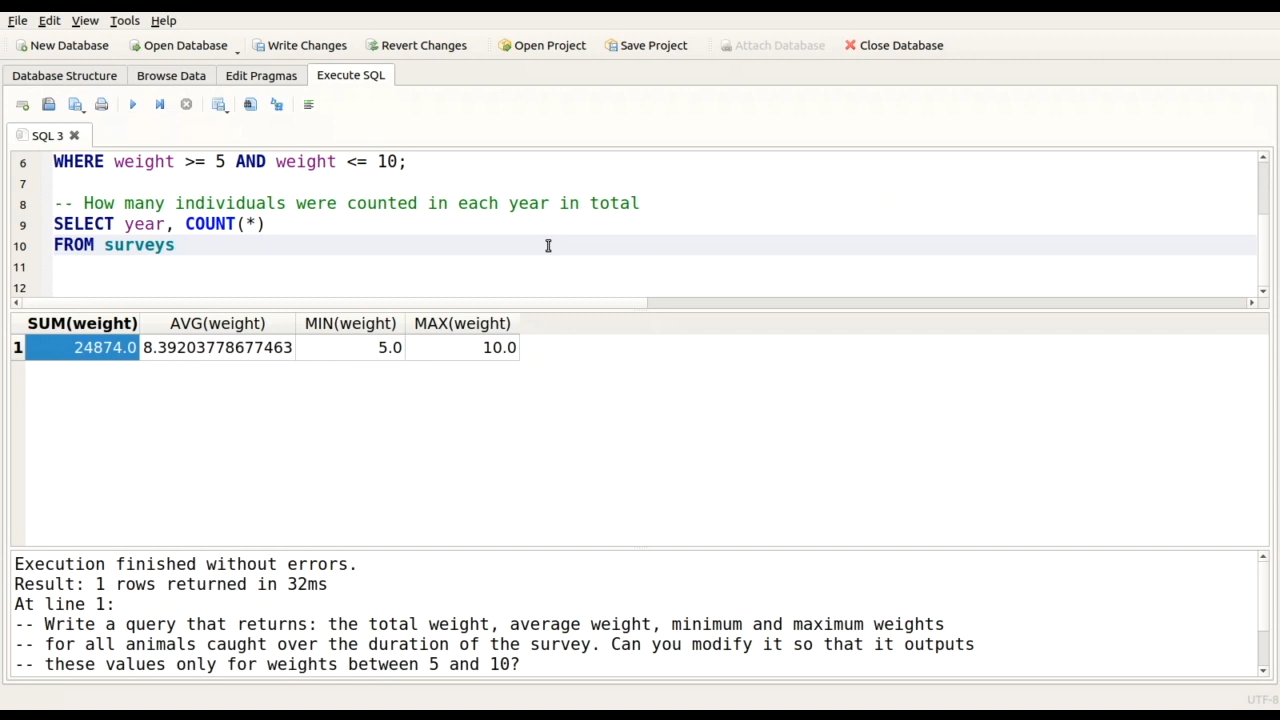 File Edit View Tools Help
New Database Open Database Write Changes Revert Changes Open Project Save Project Attach Database Close Database
Database Structure Browse Data Edit Pragmas Execute SQL
SQL 3
6 WHERE weight >= 5 AND weight <= 10;
7
8 -- How many individuals were counted in each year in total
9 SELECT year, COUNT(*)
10 FROM surveys
11
12
SUM(weight) AVG(weight) MIN(weight) MAX(weight)
1 24874.0 8.39203778677463 5.0 10.0
Execution finished without errors.
Result: 1 rows returned in 32ms
At line 1:
-- Write a query that returns: the total weight, average weight, minimum and maximum weights
-- for all animals caught over the duration of the survey. Can you modify it so that it outputs
-- these values only for weights between 5 and 10?
UTF-8